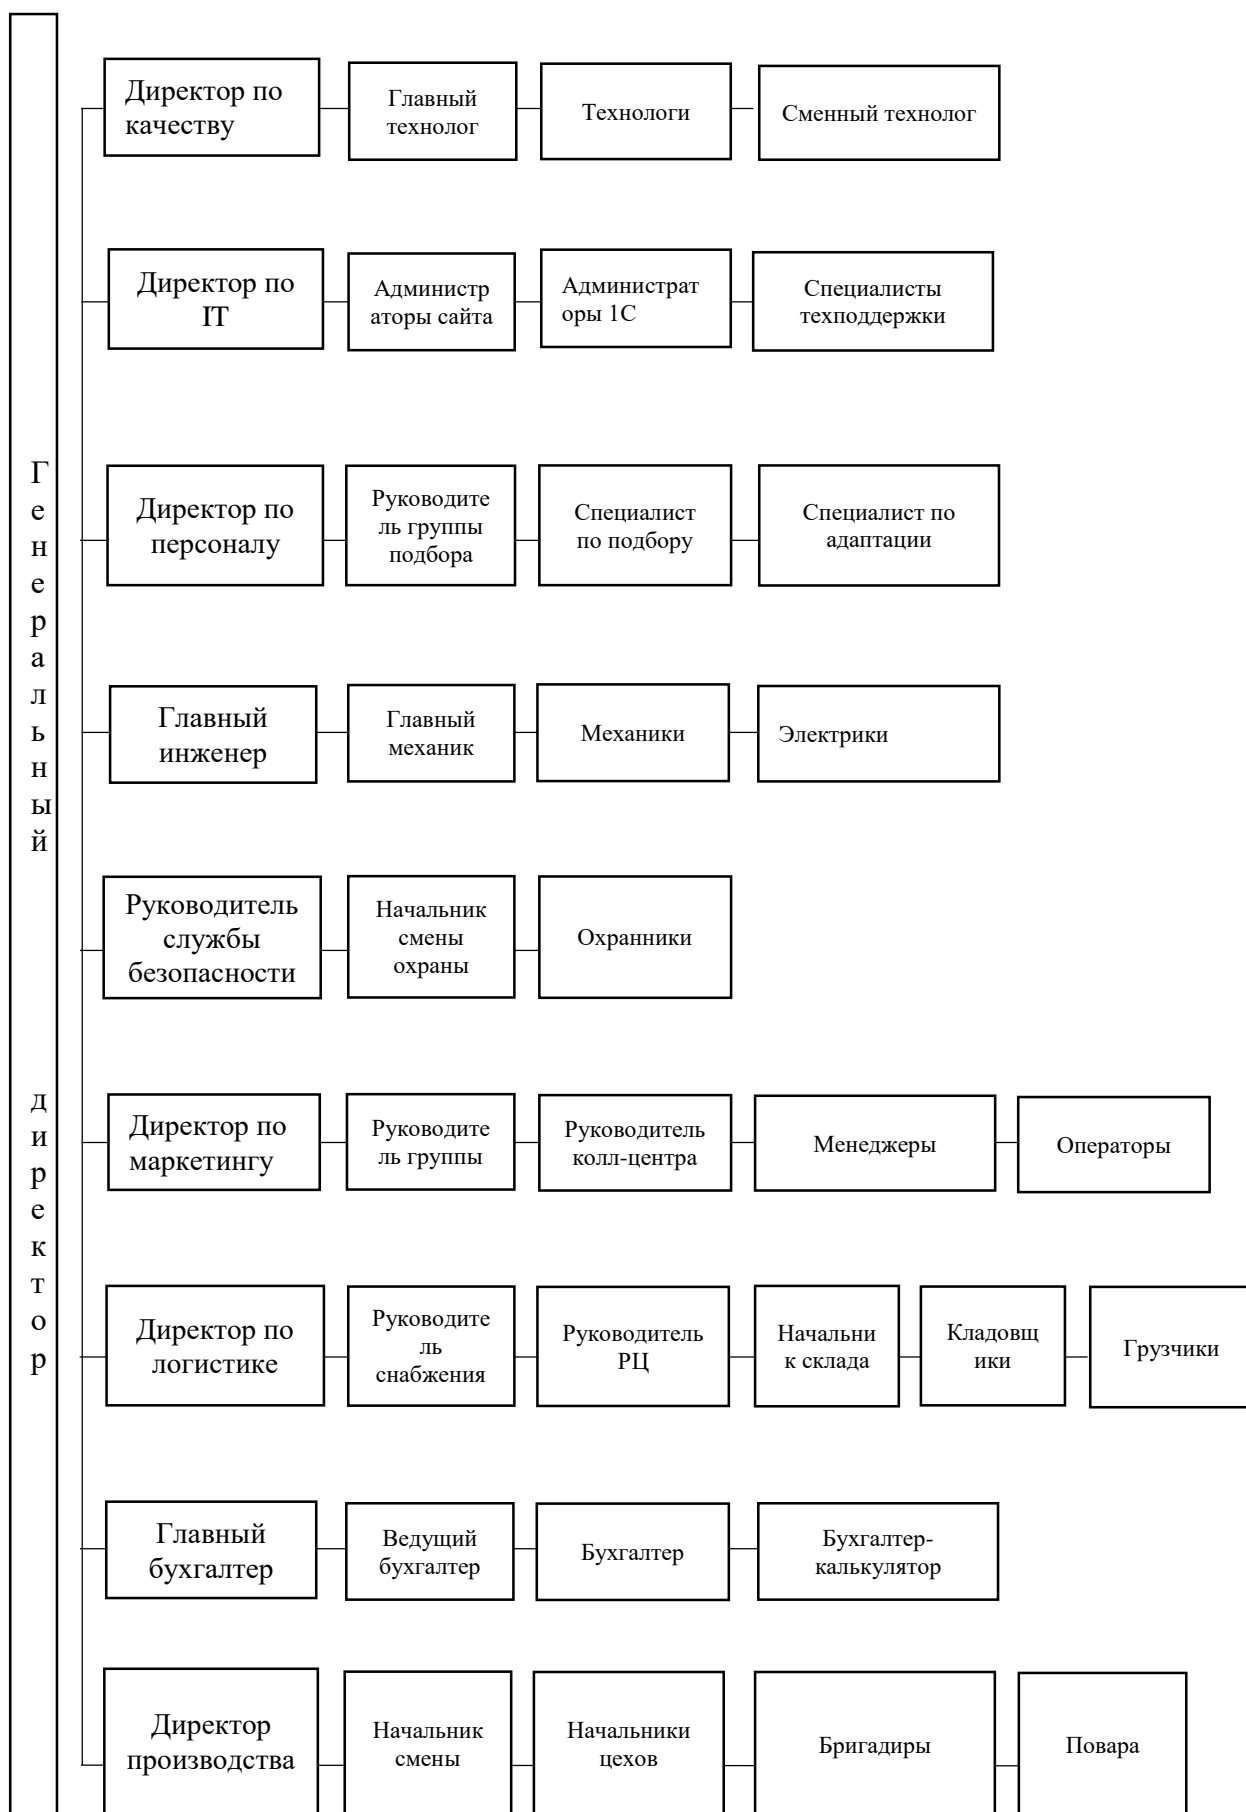 Генеральный директор
Директор по
качеству
Главный
технолог
Технологи
Сменный технолог
Директор по
IT
Администр
аторы сайта
Администрат
оры 1С
Специалисты
техподдержки
Директор по
персоналу
Руководите
ль группы
подбора
Специалист
по подбору
Специалист по
адаптации
Главный
инженер
Главный
механик
Механики
Электрики
Руководитель
службы
безопасности
Начальник
смены
охраны
Охранники
Директор по
маркетингу
Руководите
ль группы
Руководитель
колл-центра
Менеджеры
Операторы
Директор по
логистике
Руководите
ль
снабжения
Руководитель
РЦ
Начальни
к склада
Кладовщ
ики
Грузчики
Главный
бухгалтер
Ведущий
бухгалтер
Бухгалтер
Бухгалтер-
калькулятор
Директор
производства
Начальник
смены
Начальники
цехов
Бригадиры
Повара